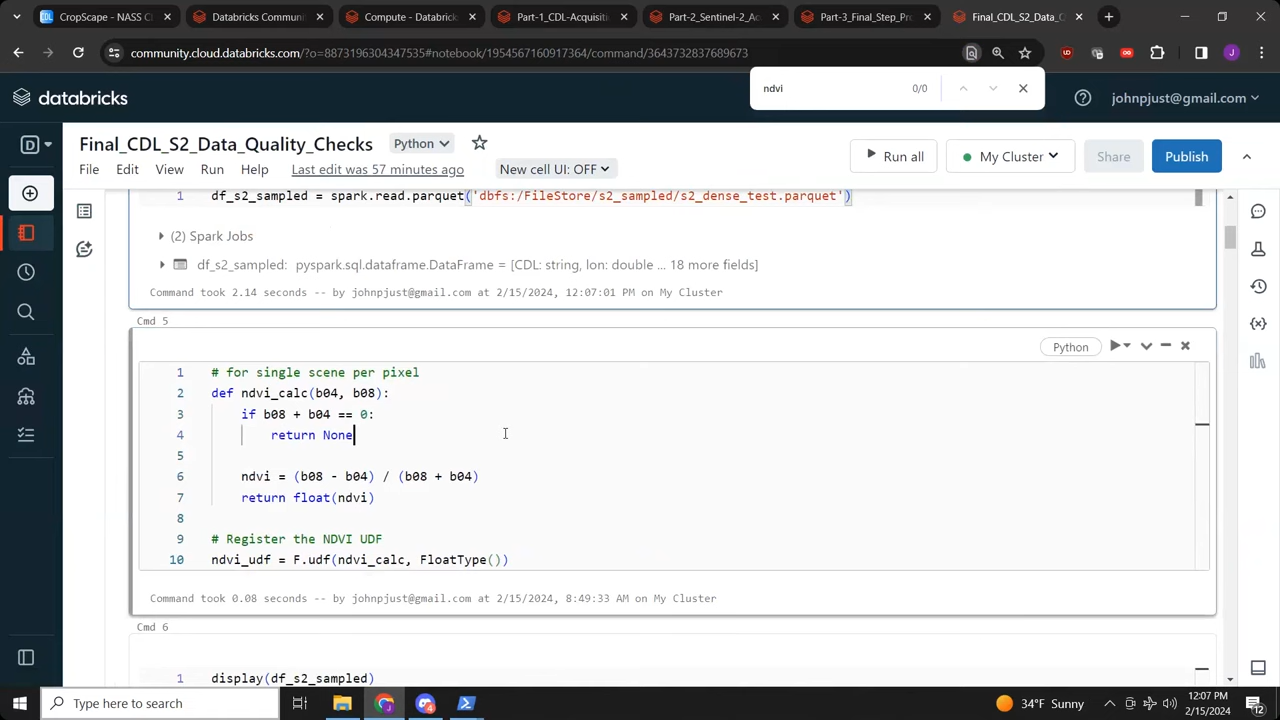 CropScape - NASS C
Databricks Commun
Compute - Databric
Part-1_CDL-Acquisiti
Part-2_Sentinel-2_Ac
Part-3_Final_Step_Pr
Final_CDL_S2_Data_Q
community.cloud.databricks.com/?o=8873196304347535#notebook/1954567160917364/command/3643732837689673
J
ndvi
0/0
databricks
johnpjust@gmail.com
D
Final_CDL_S2_Data_Quality_Checks
Python
Run all
My Cluster
Share
Publish
File
Edit
View
Run
Help
Last edit was 57 minutes ago
New cell UI: OFF
1 df_s2_sampled = spark.read.parquet('dbfs:/FileStore/s2_sampled/s2_dense_test.parquet')
(2) Spark Jobs
df_s2_sampled: pyspark.sql.dataframe.DataFrame = [CDL: string, lon: double ... 18 more fields]
Command took 2.14 seconds -- by johnpjust@gmail.com at 2/15/2024, 12:07:01 PM on My Cluster
Cmd 5
Python
1 # for single scene per pixel
2 def ndvi_calc(b04, b08):
3 if b08 + b04 == 0:
4 return None
5
6 ndvi = (b08 - b04) / (b08 + b04)
7 return float(ndvi)
8
9 # Register the NDVI UDF
10 ndvi_udf = F.udf(ndvi_calc, FloatType())
Command took 0.08 seconds -- by johnpjust@gmail.com at 2/15/2024, 8:49:33 AM on My Cluster
Cmd 6
1 display(df_s2_sampled)
Type here to search
34°F Sunny
12:07 PM
2/15/2024
12